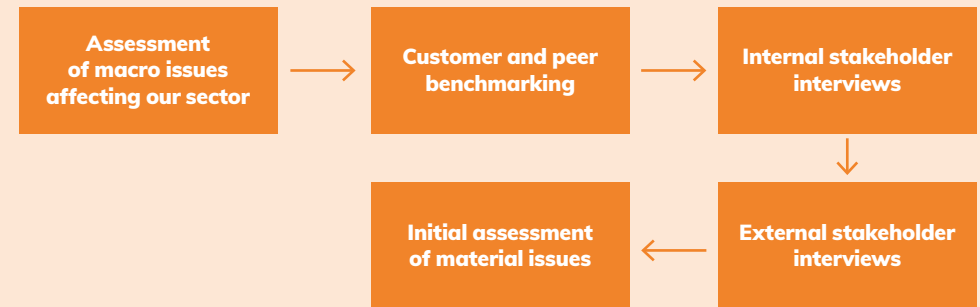 Assessment
of macro issues
affecting our sector
Customer and peer
benchmarking
Internal stakeholder
interviews
External stakeholder
interviews
Initial assessment
of material issues